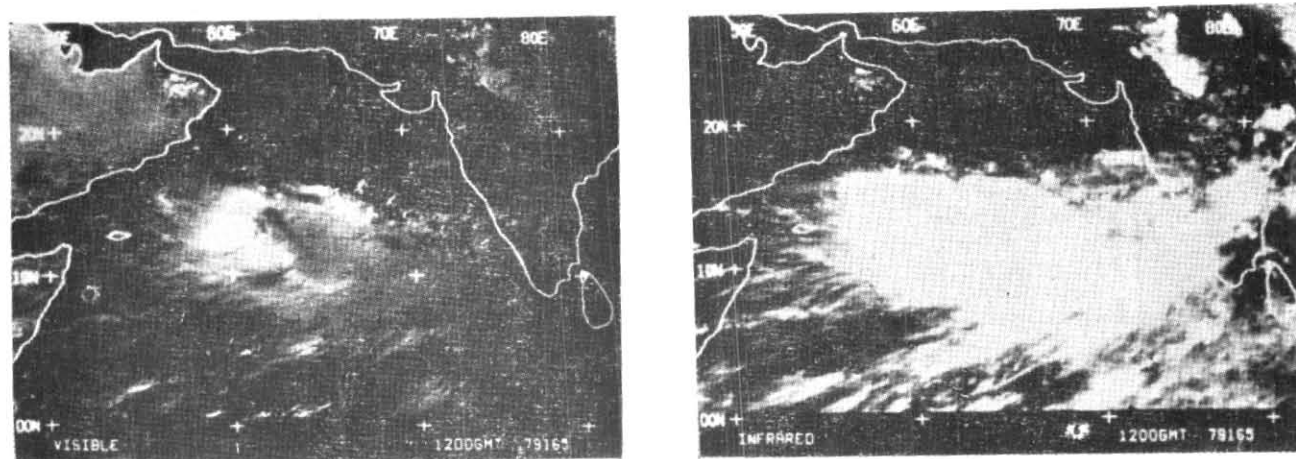 60E 70E 80E
20N
10N
00N
VISIBLE 1200GMT 79165
50E 60E 70E 80E
20N
10N
00N
INFRARED 1200GMT 79165